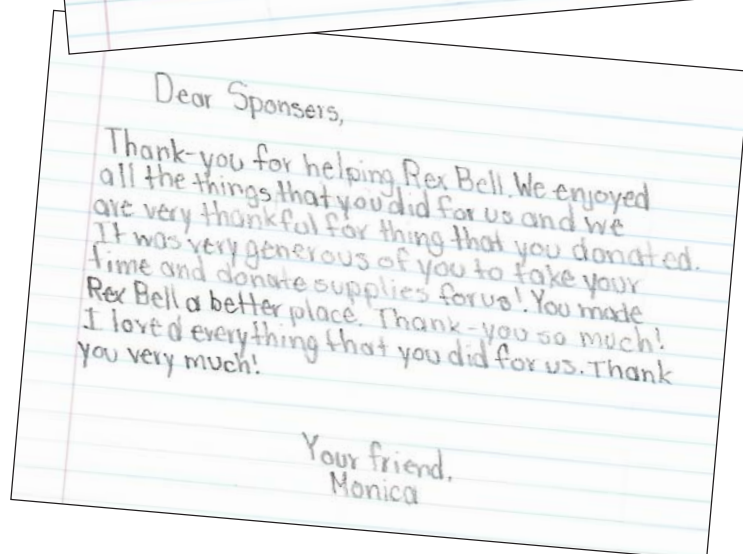 Dear Sponsers,
Thank-you for helping Rex Bell. We enjoyed
all the things that you did for us and we
are very thankful for thing that you donated.
It was very generous of you to take your
time and donate supplies for us! You made
Rex Bell a better place. Thank-you so much!
I loved everything that you did for us. Thank
you very much!
Your friend,
Monica